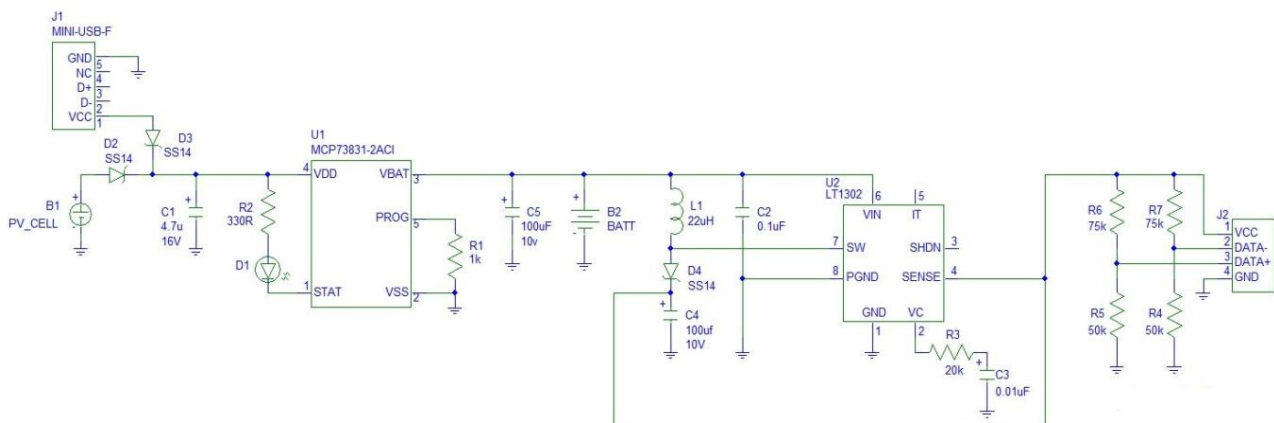 J1
MINI-USB-F
GND
5
NC
4
D+
3
D-
2
VCC
1
D2
SS14
D3
SS14
B1
+
-
PV_CELL
+
C1
4.7u
16V
R2
330R
D1
U1
MCP73831-2ACI
4
VDD
VBAT
3
PROG
5
STAT
1
VSS
2
R1
1k
+
C5
100uF
10v
+
-
B2
BATT
L1
22uH
D4
SS14
+
C4
100uf
10V
C2
0.1uF
U2
LT1302
6
VIN
5
IT
7
SW
SHDN
3
8
PGND
SENSE
4
GND
1
VC
2
R3
20k
+
C3
0.01uF
R6
75k
R7
75k
R5
50k
R4
50k
J2
1
VCC
2
DATA-
3
DATA+
4
GND